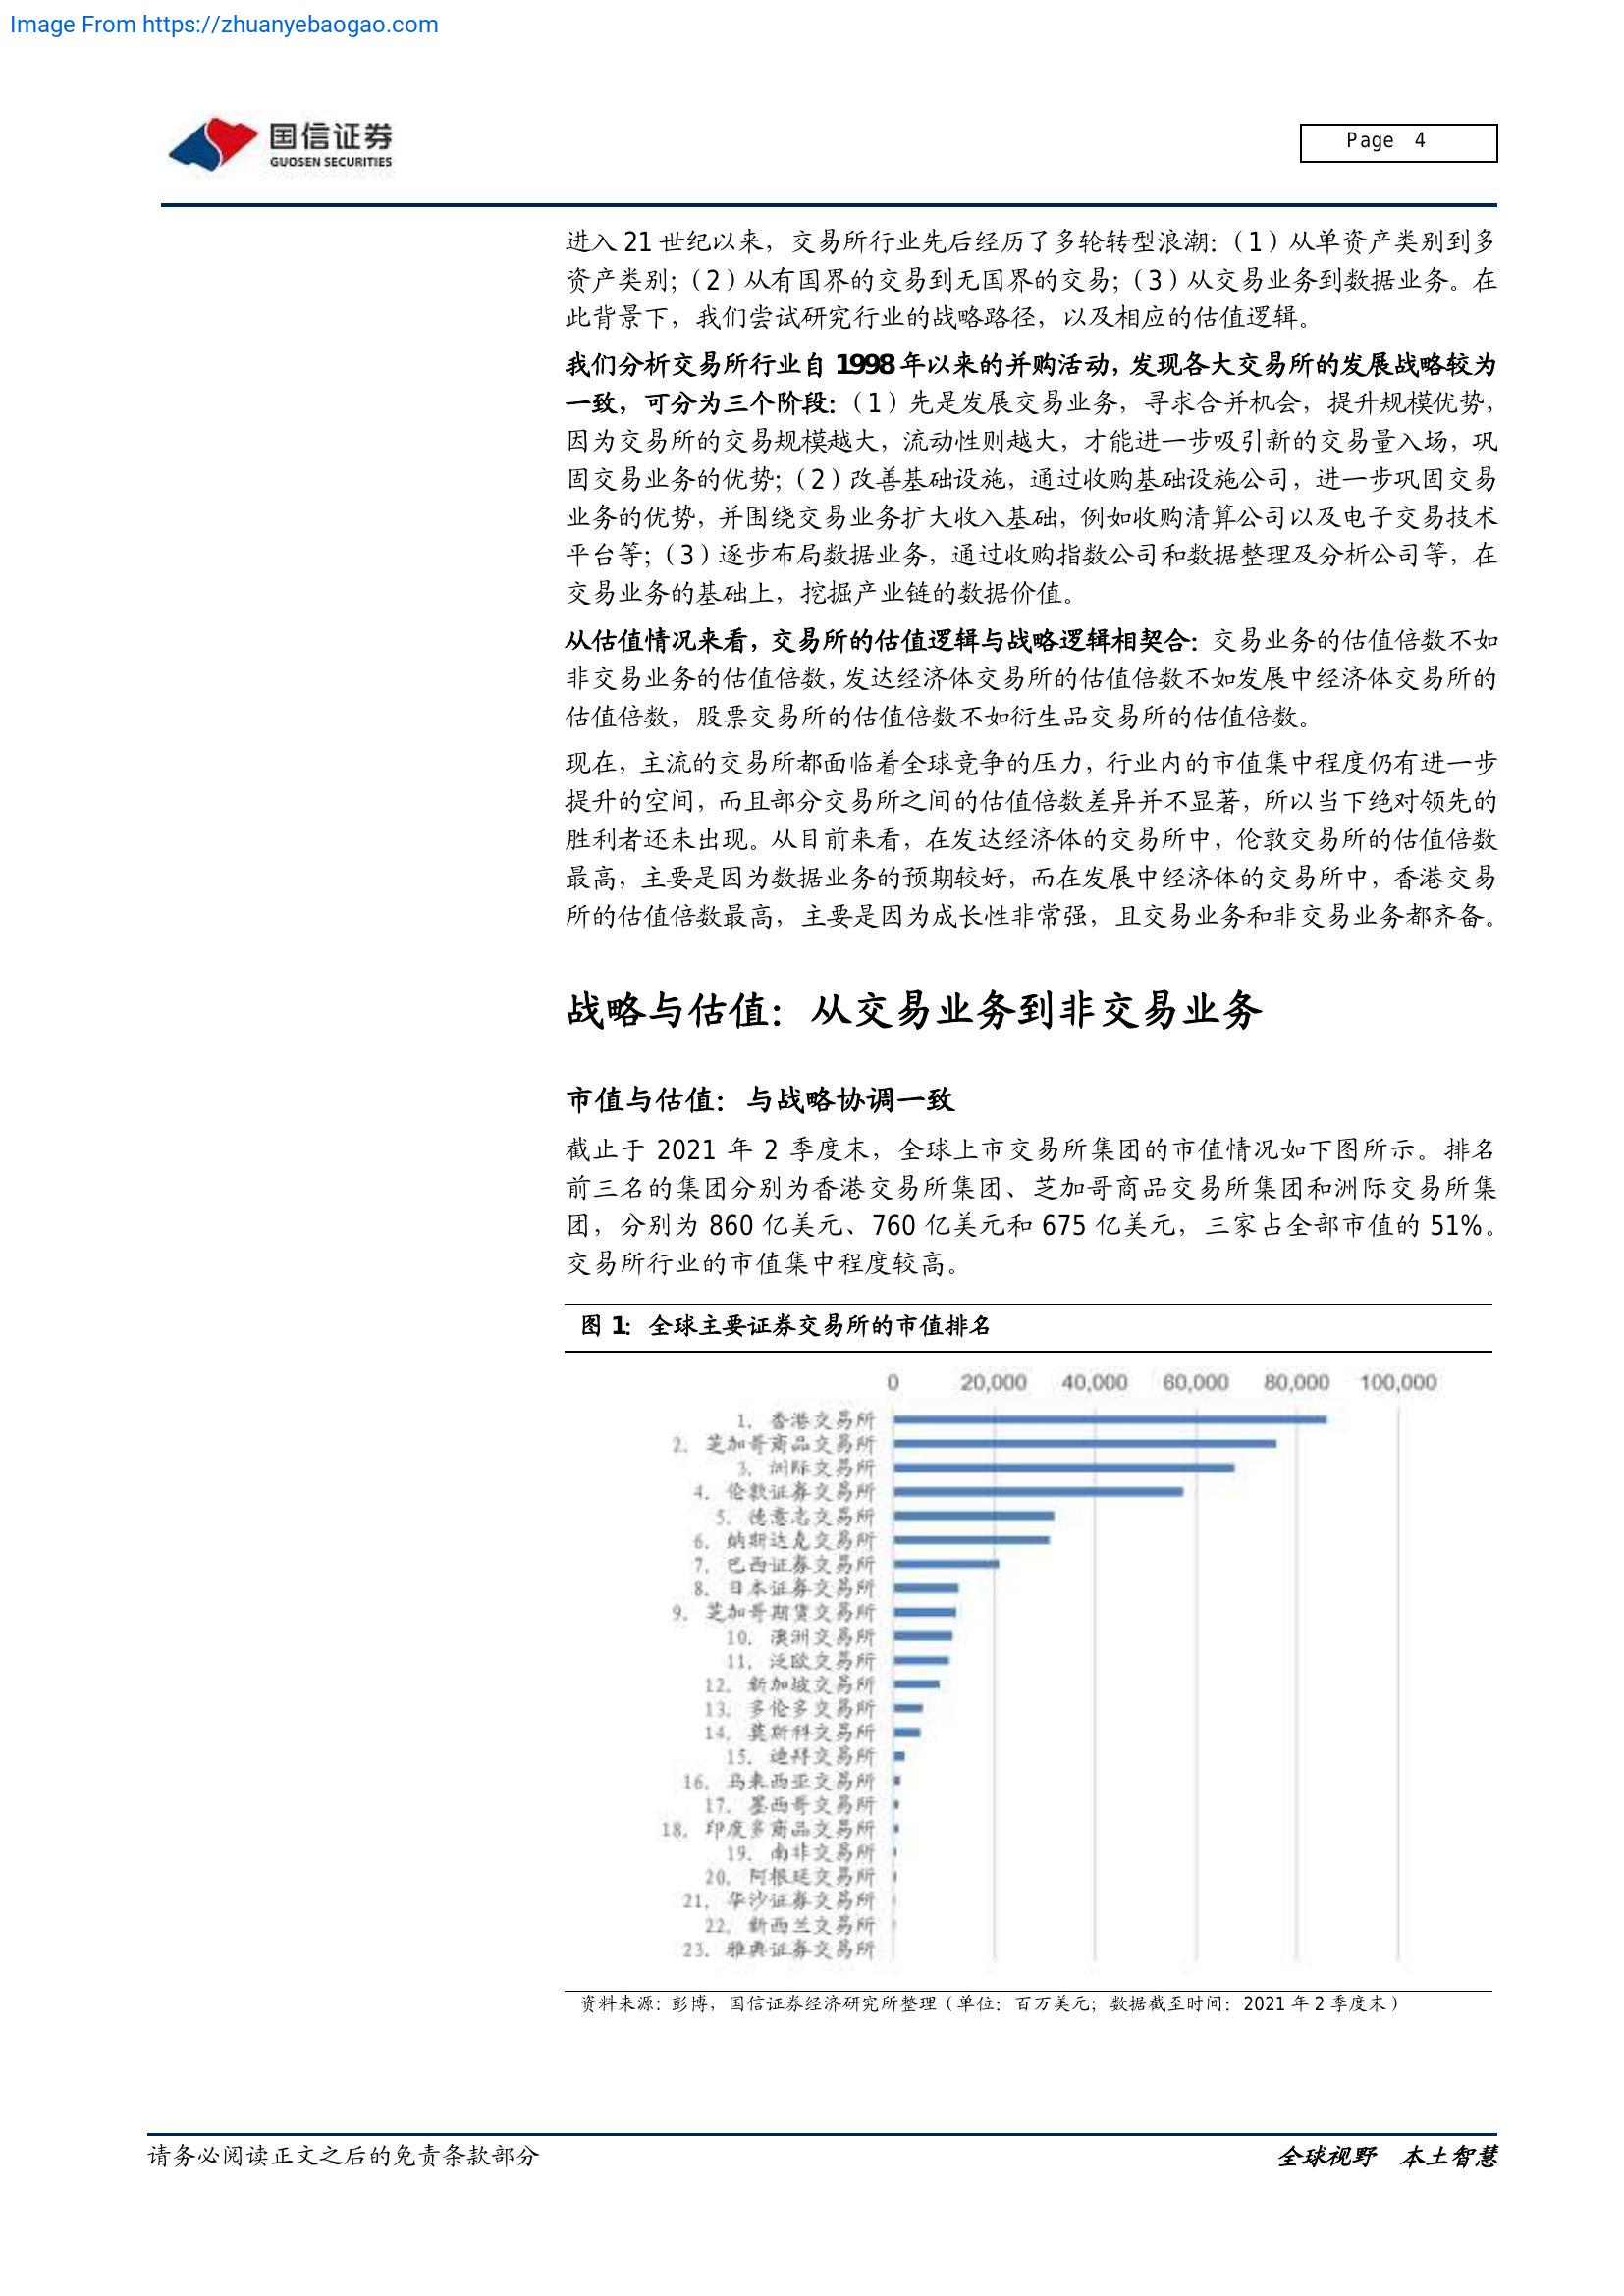 Image From https://zhuanyebaogao.com
国信证券
GUOSEN SECURITIES
Page 4
进入 21 世纪以来，交易所行业先后经历了多轮转型浪潮：（1）从单资产类别到多
资产类别；（2）从有国界的交易到无国界的交易；（3）从交易业务到数据业务。在
此背景下，我们尝试研究行业的战略路径，以及相应的估值逻辑。
我们分析交易所行业自 1998 年以来的并购活动，发现各大交易所的发展战略较为
一致，可分为三个阶段：（1）先是发展交易业务，寻求合并机会，提升规模优势，
因为交易所的交易规模越大，流动性则越大，才能进一步吸引新的交易量入场，巩
固交易业务的优势；（2）改善基础设施，通过收购基础设施公司，进一步巩固交易
业务的优势，并围绕交易业务扩大收入基础，例如收购清算公司以及电子交易技术
平台等；（3）逐步布局数据业务，通过收购指数公司和数据整理及分析公司等，在
交易业务的基础上，挖掘产业链的数据价值。
从估值情况来看，交易所的估值逻辑与战略逻辑相契合：交易业务的估值倍数不如
非交易业务的估值倍数，发达经济体交易所的估值倍数不如发展中经济体交易所的
估值倍数，股票交易所的估值倍数不如衍生品交易所的估值倍数。
现在，主流的交易所都面临着全球竞争的压力，行业内的市值集中程度仍有进一步
提升的空间，而且部分交易所之间的估值倍数差异并不显著，所以当下绝对领先的
胜利者还未出现。从目前来看，在发达经济体的交易所中，伦敦交易所的估值倍数
最高，主要是因为数据业务的预期较好，而在发展中经济体的交易所中，香港交易
所的估值倍数最高，主要是因为成长性非常强，且交易业务和非交易业务都齐备。
战略与估值：从交易业务到非交易业务
市值与估值：与战略协调一致
截止于 2021 年 2 季度末，全球上市交易所集团的市值情况如下图所示。排名
前三名的集团分别为香港交易所集团、芝加哥商品交易所集团和洲际交易所集
团，分别为 860 亿美元、760 亿美元和 675 亿美元，三家占全部市值的 51%。
交易所行业的市值集中程度较高。
图 1：全球主要证券交易所的市值排名
0 20,000 40,000 60,000 80,000 100,000
1. 香港交易所
2. 芝加哥商品交易所
3. 洲际交易所
4. 伦敦证券交易所
5. 德意志交易所
6. 纳斯达克交易所
7. 巴西证券交易所
8. 日本证券交易所
9. 芝加哥期货交易所
10. 澳洲交易所
11. 泛欧交易所
12. 新加坡交易所
13. 多伦多交易所
14. 莫斯科交易所
15. 迪拜交易所
16. 马来西亚交易所
17. 墨西哥交易所
18. 印度多商品交易所
19. 南非交易所
20. 阿根廷交易所
21. 华沙证券交易所
22. 新西兰交易所
23. 雅典证券交易所
资料来源：彭博，国信证券经济研究所整理（单位：百万美元；数据截至时间：2021 年 2 季度末）
请务必阅读正文之后的免责条款部分
全球视野 本土智慧